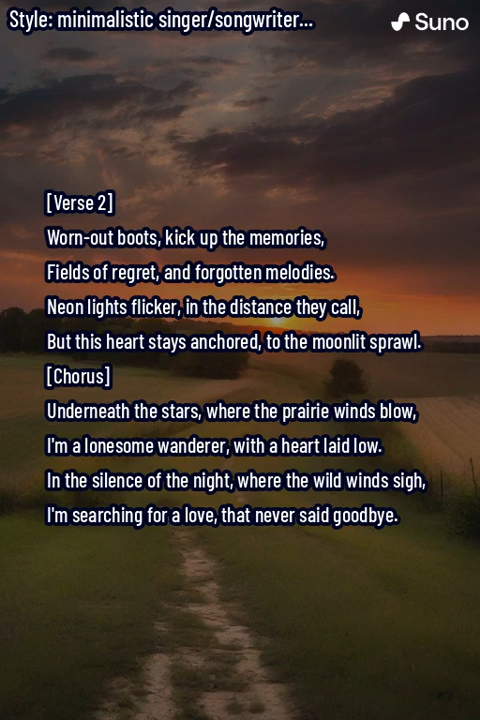 Style: minimalistic singer/songwriter...
Suno
[Verse 2]
Worn-out boots, kick up the memories,
Fields of regret, and forgotten melodies.
Neon lights flicker, in the distance they call,
But this heart stays anchored, to the moonlit sprawl.
[Chorus]
Underneath the stars, where the prairie winds blow,
I'm a lonesome wanderer, with a heart laid low.
In the silence of the night, where the wild winds sigh,
I'm searching for a love, that never said goodbye.